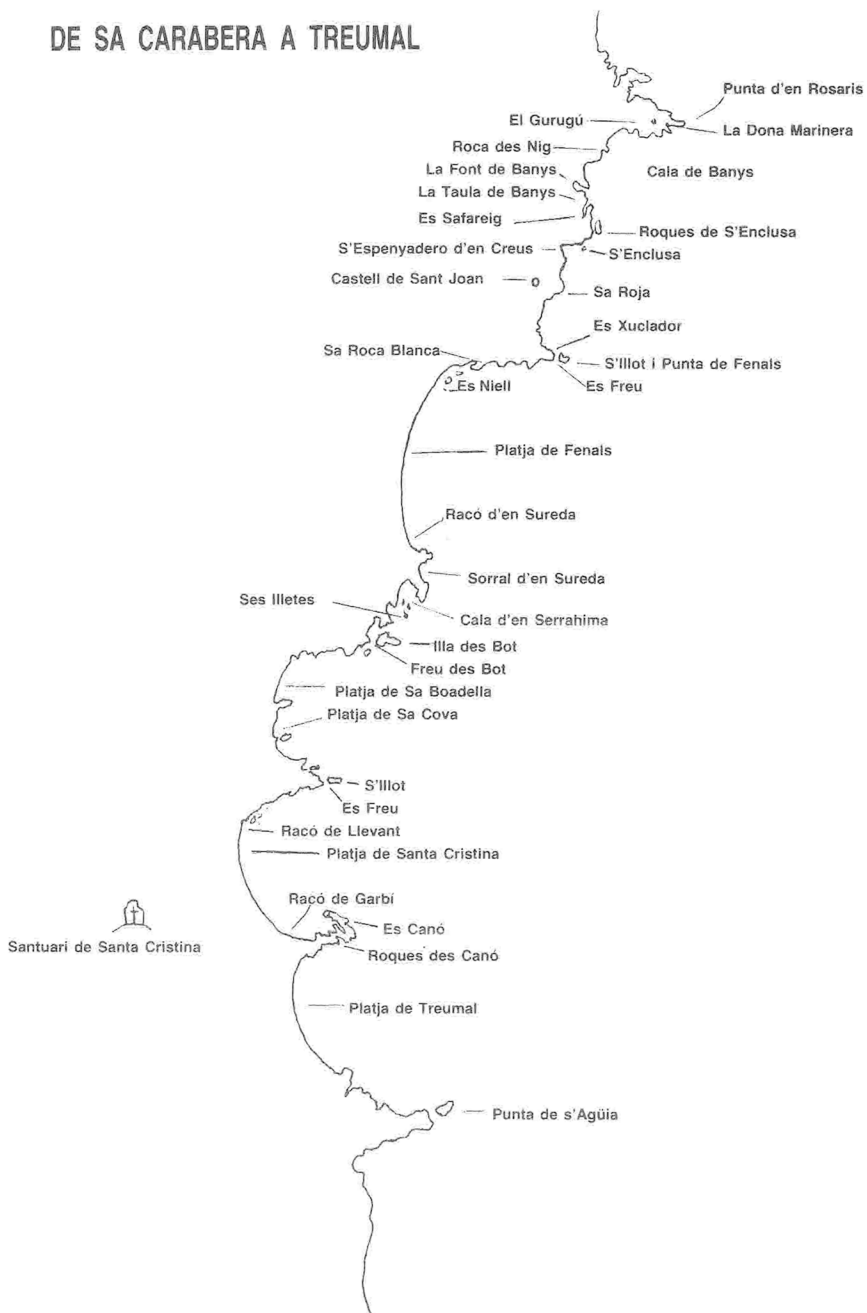 DE SA CARABERA A TREUMAL
Punta d'en Rosaris
El Gurugú
La Dona Marinera
Roca des Nig
La Font de Banys
Cala de Banys
La Taula de Banys
Es Safareig
Roques de S'Enclusa
S'Espenyadero d'en Creus
S'Enclusa
Castell de Sant Joan
Sa Roja
Es Xuclador
Sa Roca Blanca
S'Illot i Punta de Fenals
Es Niell
Es Freu
Platja de Fenals
Racó d'en Sureda
Sorral d'en Sureda
Ses Illetes
Cala d'en Serrahima
Illa des Bot
Freu des Bot
Platja de Sa Boadella
Platja de Sa Cova
S'Illot
Es Freu
Racó de Llevant
Platja de Santa Cristina
Racó de Garbí
Es Canó
Santuari de Santa Cristina
Roques des Canó
Platja de Treumal
Punta de s'Agüia